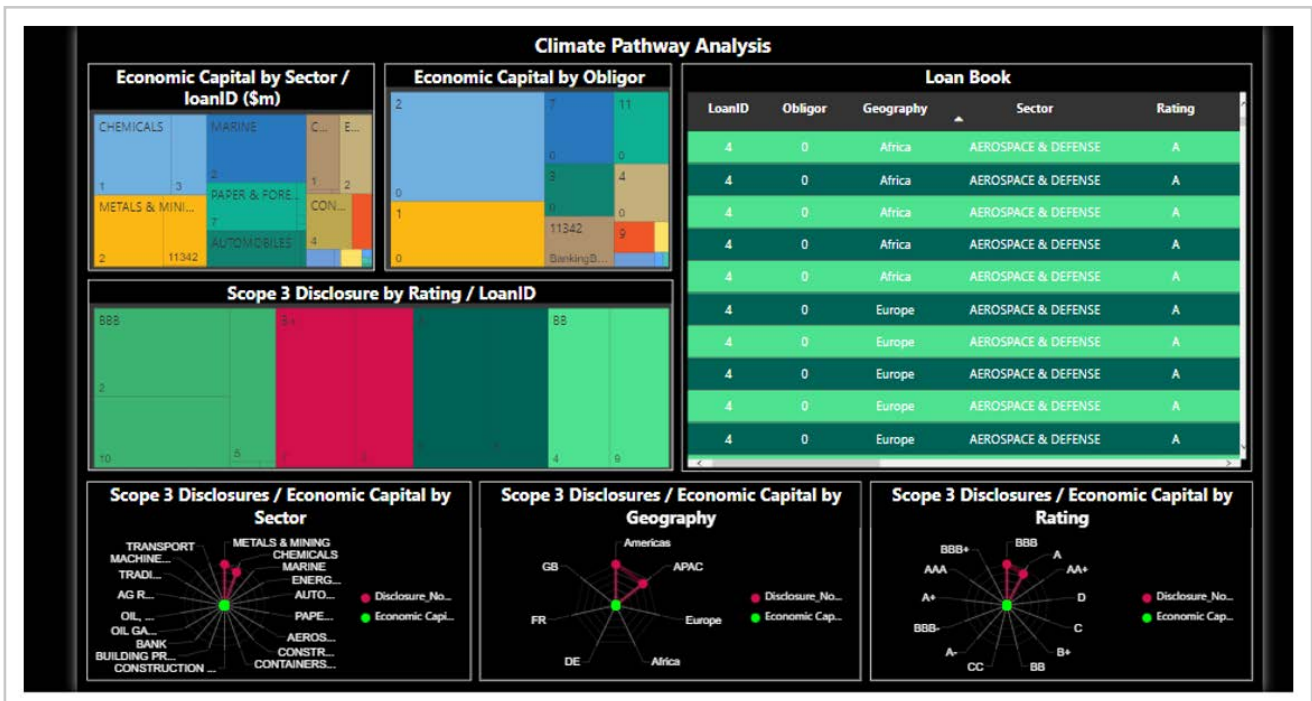 Climate Pathway Analysis
Economic Capital by Sector /
loanID ($m)
CHEMICALS
1
3
METALS & MINI...
2
11342
MARINE
2
PAPER & FORE...
7
AUTOMOBILES
C...
1
E...
2
CON...
4
Economic Capital by Obligor
2
0
1
0
7
0
3
0
11342
BankingB...
11
0
4
0
9
Loan Book
LoanID Obligor Geography Sector Rating
4 0 Africa AEROSPACE & DEFENSE A
4 0 Africa AEROSPACE & DEFENSE A
4 0 Africa AEROSPACE & DEFENSE A
4 0 Africa AEROSPACE & DEFENSE A
4 0 Africa AEROSPACE & DEFENSE A
4 0 Europe AEROSPACE & DEFENSE A
4 0 Europe AEROSPACE & DEFENSE A
4 0 Europe AEROSPACE & DEFENSE A
4 0 Europe AEROSPACE & DEFENSE A
4 0 Europe AEROSPACE & DEFENSE A
Scope 3 Disclosure by Rating / LoanID
BBB
2
10
5
B+
BB
4
9
Scope 3 Disclosures / Economic Capital by
Sector
METALS & MINING
CHEMICALS
MARINE
ENERG...
AUTO...
PAPE...
AEROS...
CONSTR...
CONTAINERS...
CONSTRUCTION ...
BUILDING PR...
BANK
OIL GA...
OIL, ...
AG R...
TRADI...
MACHINE...
TRANSPORT
Disclosure_No...
Economic Capi...
Scope 3 Disclosures / Economic Capital by
Geography
Americas
APAC
Europe
Africa
DE
FR
GB
Disclosure_No...
Economic Cap...
Scope 3 Disclosures / Economic Capital by
Rating
BBB
A
AA+
D
C
B+
BB
CC
A-
BBB-
A+
AAA
BBB+
Disclosure_No...
Economic Cap...